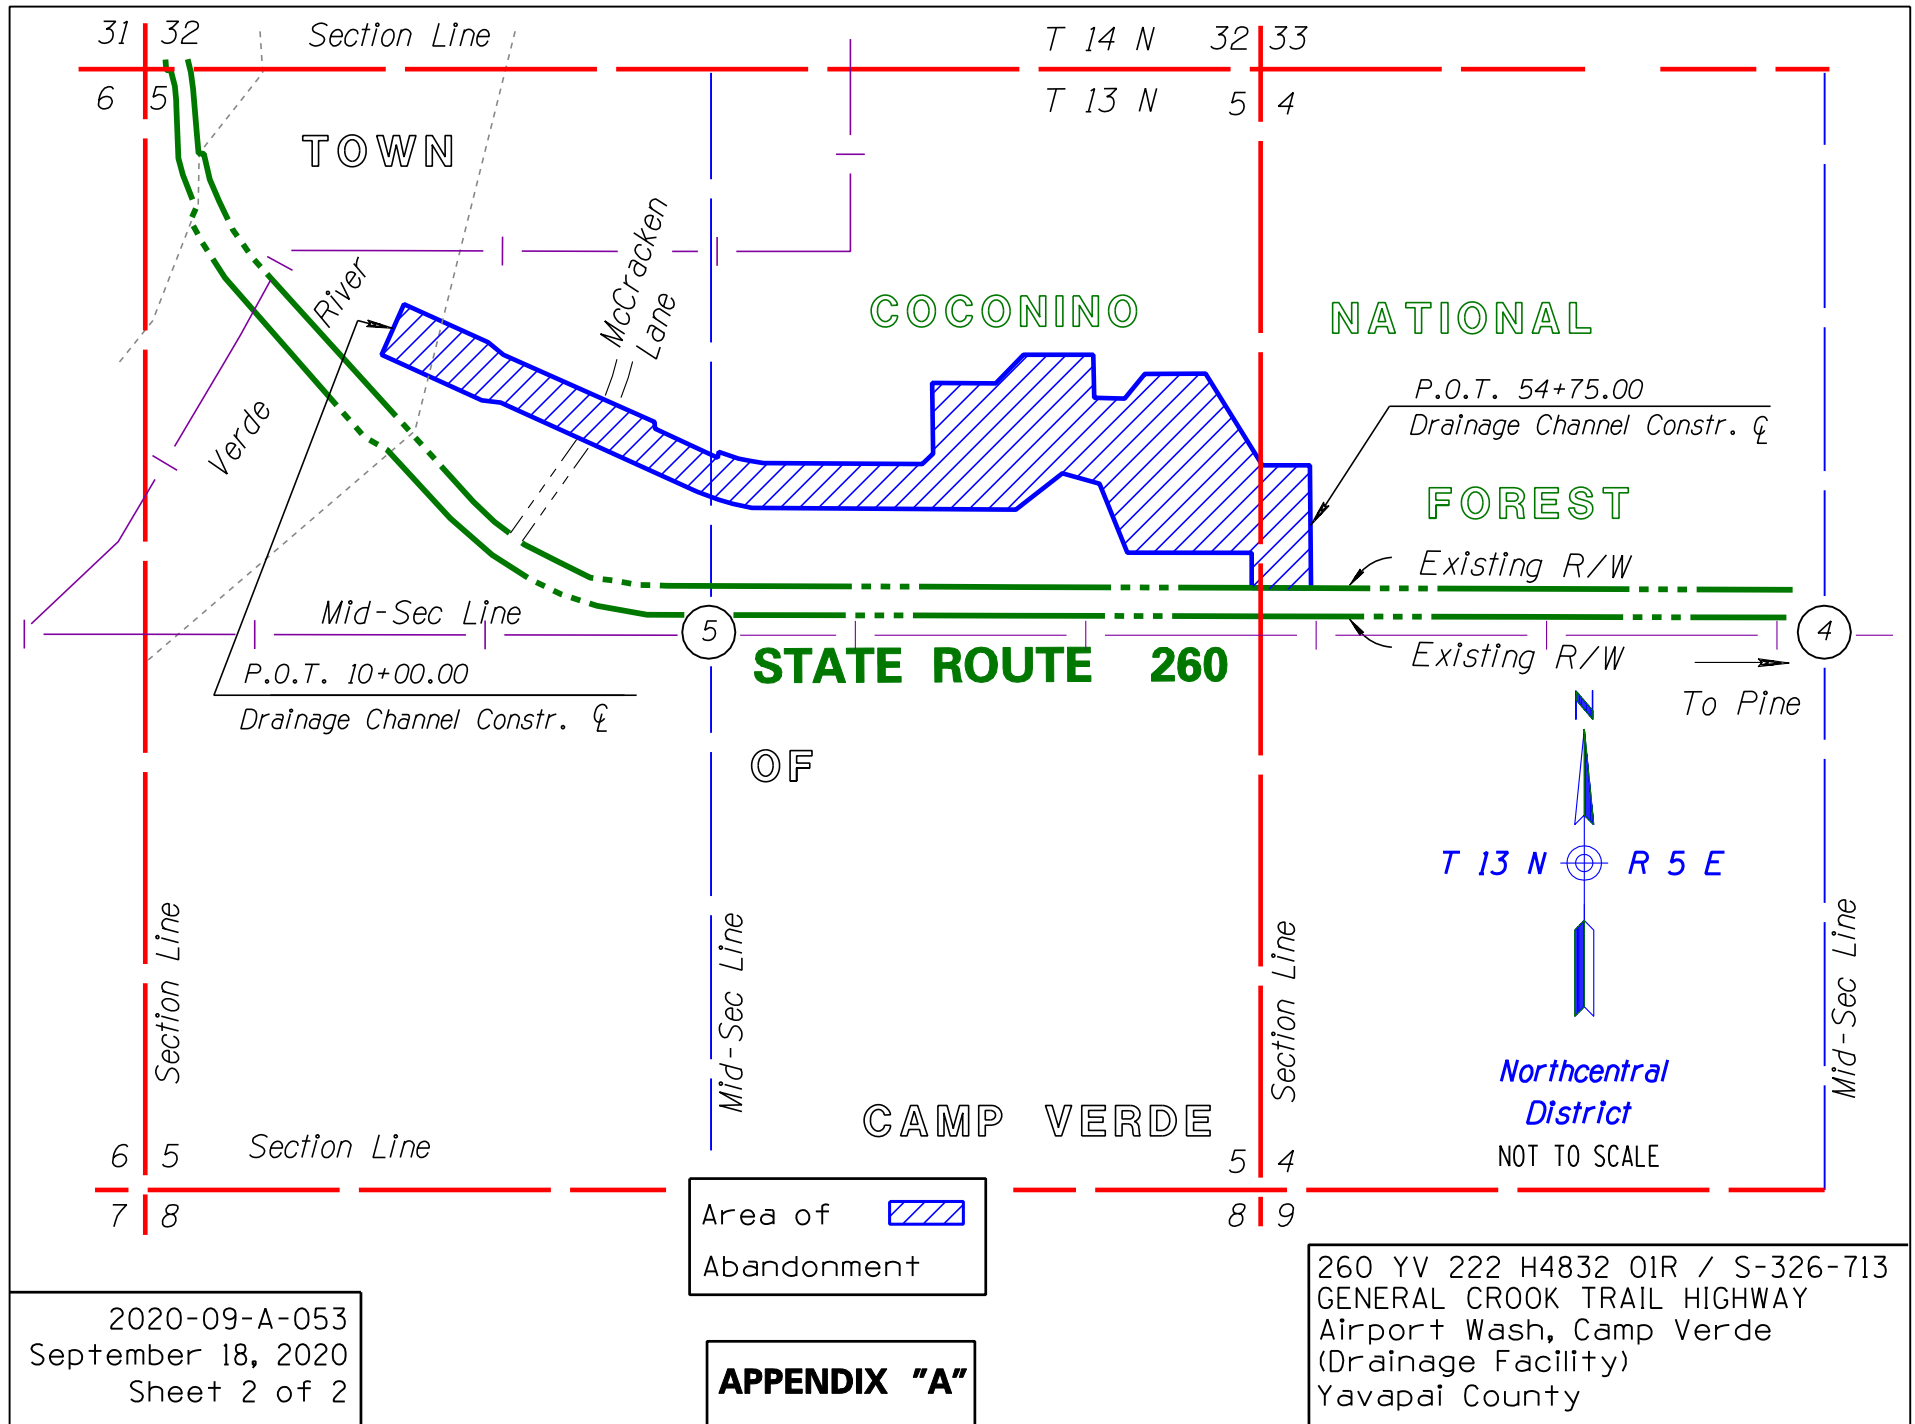 31 32 Section Line T 14 N 32 33
6 5 T 13 N 5 4
TOWN
McCracken
Lane
River
Verde
COCONINO NATIONAL
P.O.T. 54+75.00
Drainage Channel Constr. ℄
FOREST
Existing R/W
Mid-Sec Line
5
4
STATE ROUTE 260
Existing R/W
P.O.T. 10+00.00
Drainage Channel Constr. ℄
To Pine
N
OF
T 13 N R 5 E
Section Line
Mid-Sec Line
Section Line
Mid-Sec Line
Northcentral
District
NOT TO SCALE
CAMP VERDE
6 5 Section Line 5 4
7 8 8 9
Area of
Abandonment
260 YV 222 H4832 01R / S-326-713
GENERAL CROOK TRAIL HIGHWAY
Airport Wash, Camp Verde
(Drainage Facility)
Yavapai County
2020-09-A-053
September 18, 2020
Sheet 2 of 2
APPENDIX "A"